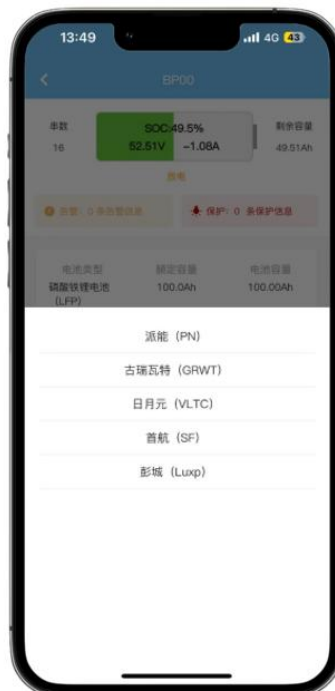 13:49
4G 43
BP00
串数
SOC:49.5%
剩余容量
16
52.51V -1.08A
49.51Ah
放电
告警：0 条告警信息
保护：0 条保护信息
电池类型
额定容量
电池容量
磷酸铁锂电池
(LFP)
100.0Ah
100.00Ah
派能（PN）
古瑞瓦特（GRWT）
日月元（VLTC）
首航（SF）
彭城（Luxp）